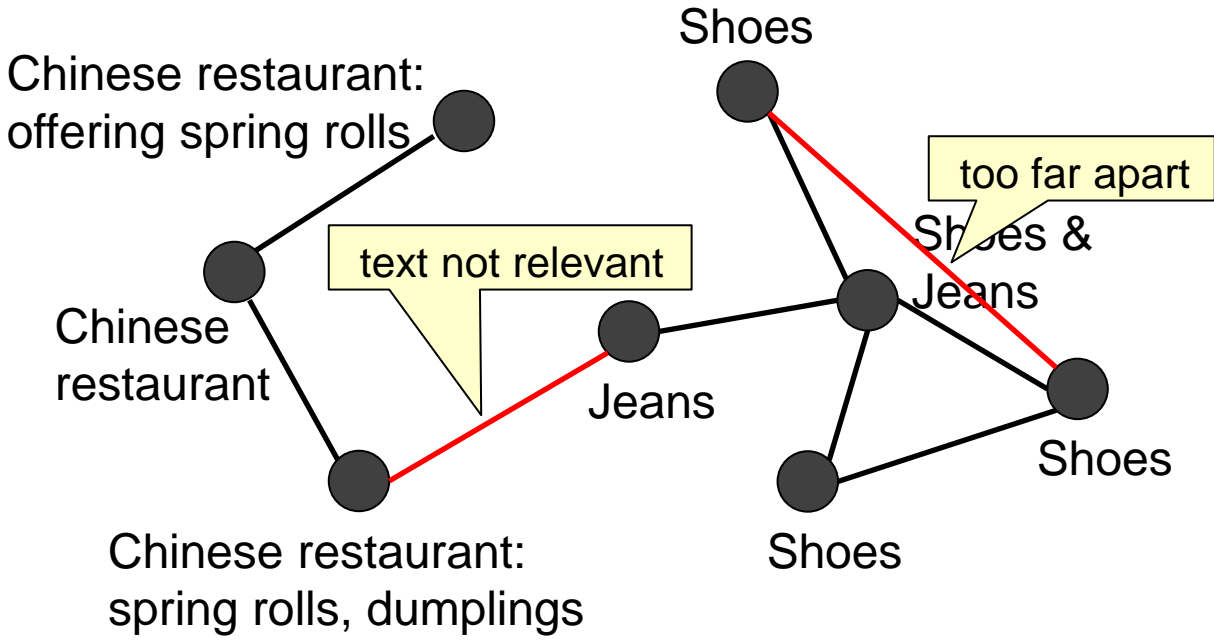 Shoes
Chinese restaurant:
offering spring rolls
too far apart
Shoes &
Jeans
text not relevant
Chinese
restaurant
Jeans
Shoes
Chinese restaurant:
spring rolls, dumplings
Shoes